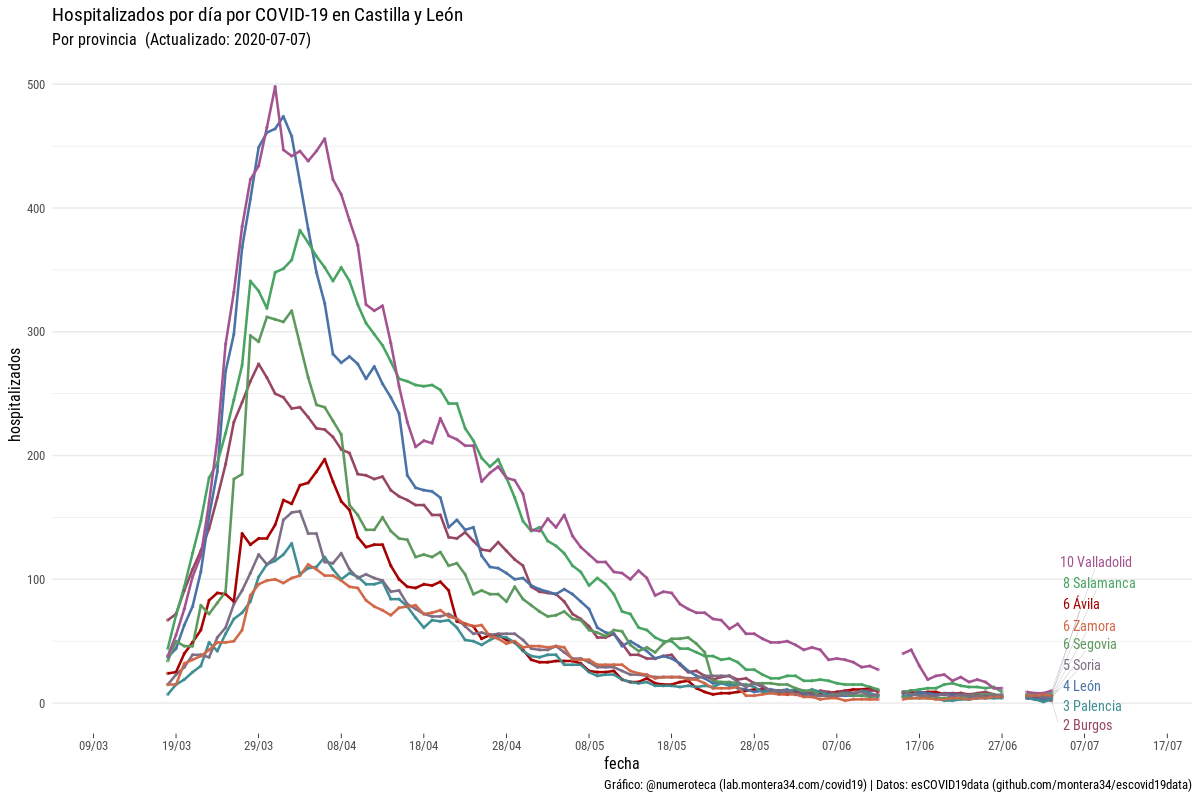 Hospitalizados por día por COVID-19 en Castilla y León
Por provincia  (Actualizado: 2020-07-07)
hospitalizados
500
400
300
200
100
0
10 Valladolid
8 Salamanca
6 Ávila
6 Zamora
6 Segovia
5 Soria
4 León
3 Palencia
2 Burgos
09/03
19/03
29/03
08/04
18/04
28/04
08/05
18/05
28/05
07/06
17/06
27/06
07/07
17/07
fecha
Gráfico: @numeroteca (lab.montera34.com/covid19) | Datos: esCOVID19data (github.com/montera34/escovid19data)